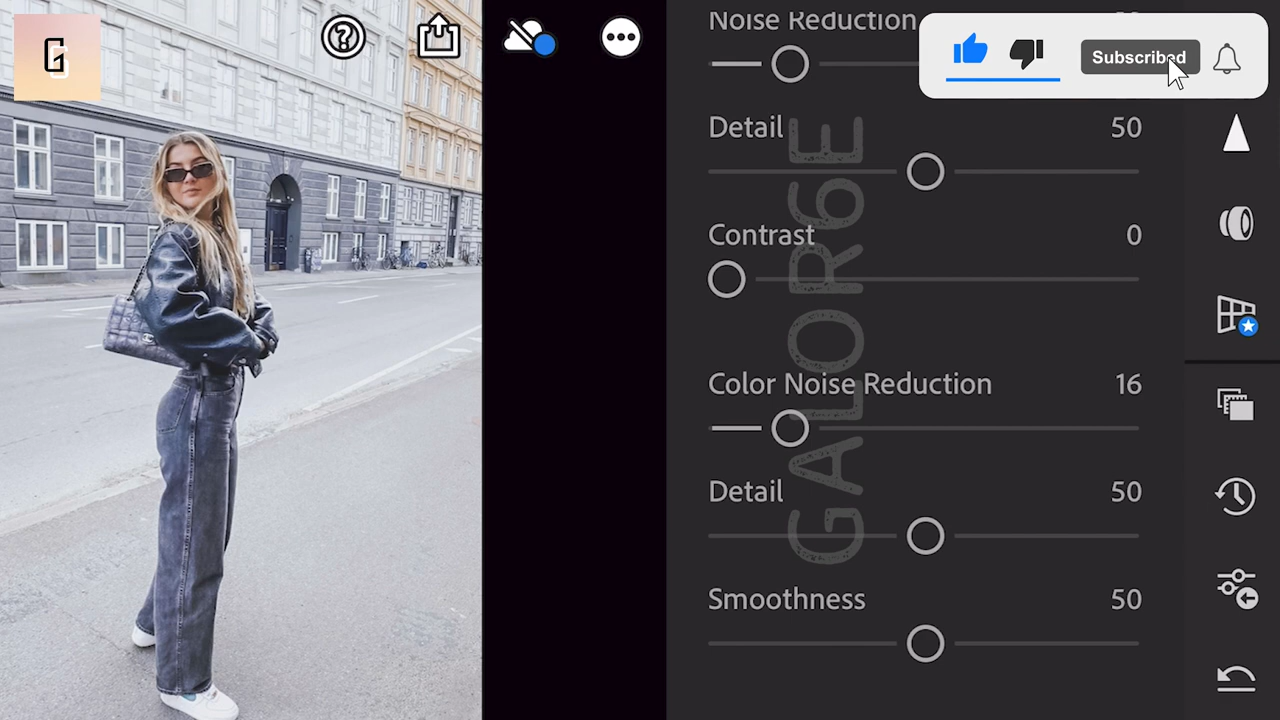 Noise Reduction
Subscribed
Detail 50
Contrast 0
Color Noise Reduction 16
Detail 50
Smoothness 50
GALOR6E